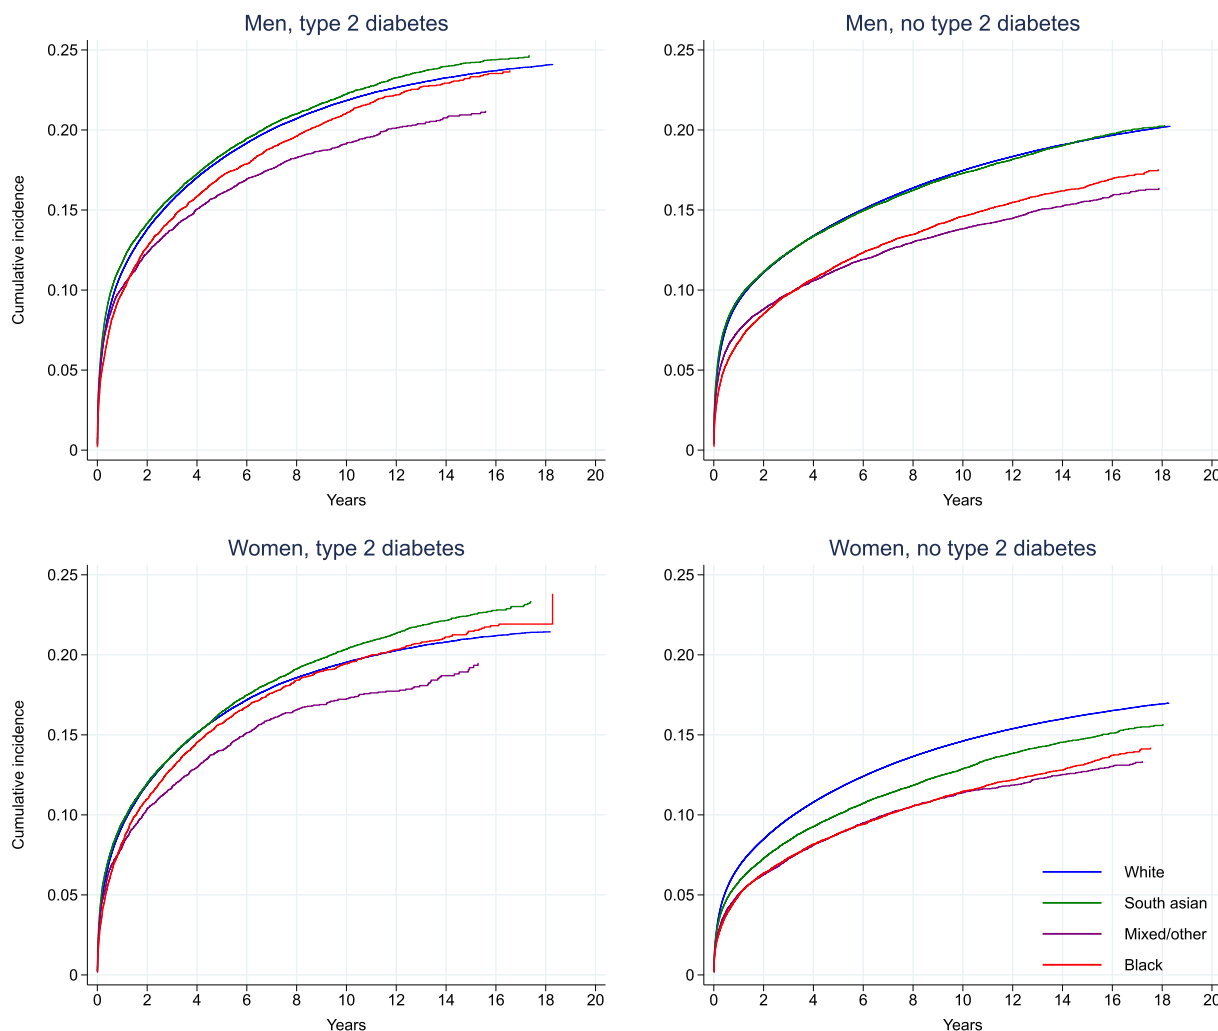 Men, type 2 diabetes
Cumulative incidence
0.25
0.20
0.15
0.10
0.05
0
0 2 4 6 8 10 12 14 16 18 20
Years
Men, no type 2 diabetes
0.25
0.20
0.15
0.10
0.05
0
0 2 4 6 8 10 12 14 16 18 20
Years
Women, type 2 diabetes
Cumulative incidence
0.25
0.20
0.15
0.10
0.05
0
0 2 4 6 8 10 12 14 16 18 20
Years
Women, no type 2 diabetes
0.25
0.20
0.15
0.10
0.05
0
White
South asian
Mixed/other
Black
0 2 4 6 8 10 12 14 16 18 20
Years